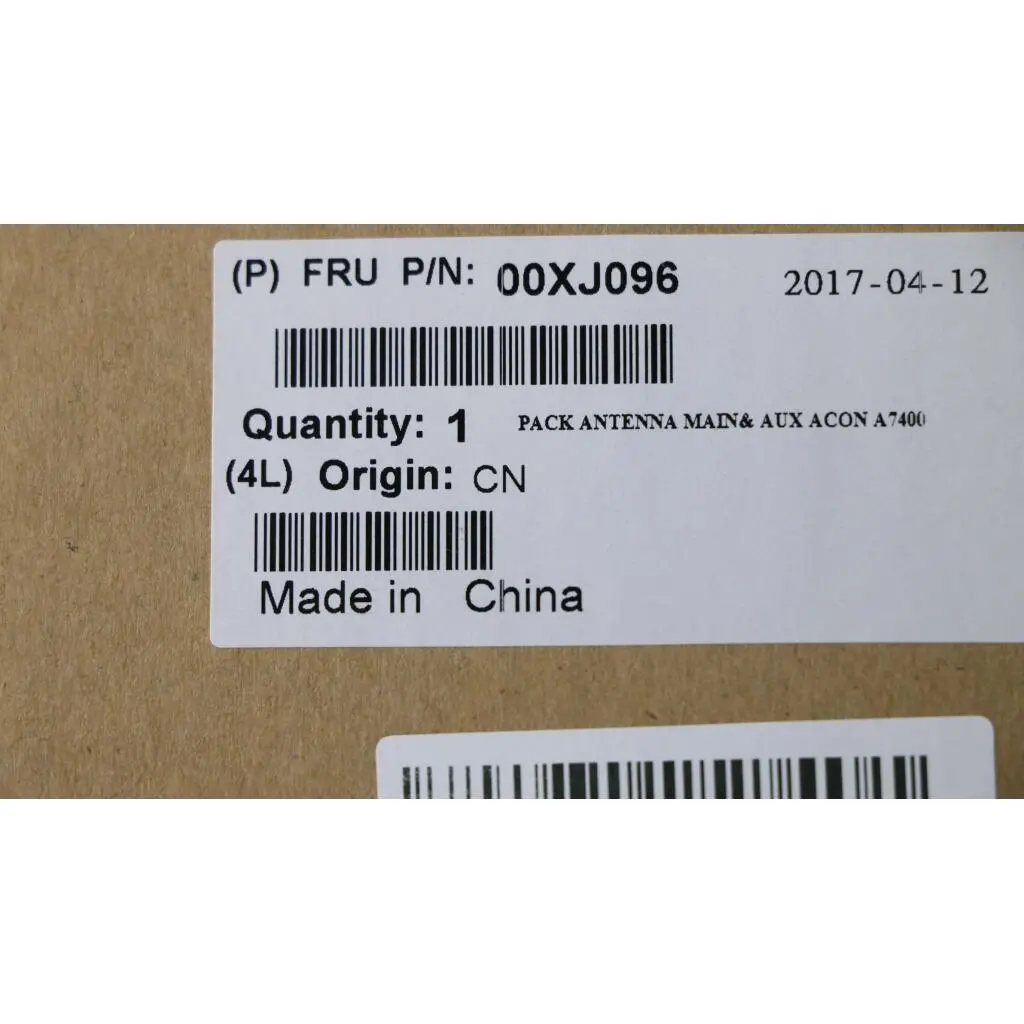 (P) FRU P/N: 00XJ096 2017-04-12
Quantity: 1 PACK ANTENNA MAIN& AUX ACON A7400
(4L) Origin: CN
Made in China